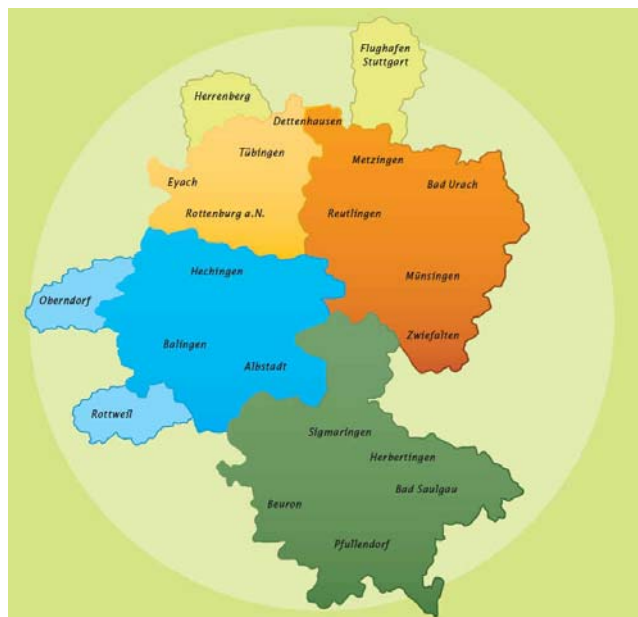 Flughafen
Stuttgart
Herrenberg
Dettenhausen
Tübingen
Metzingen
Eyach
Bad Urach
Rottenburg a.N.
Reutlingen
Hechingen
Münsingen
Oberndorf
Zwiefalten
Balingen
Albstadt
Rottweil
Sigmaringen
Herbertingen
Bad Saulgau
Beuron
Pfullendorf